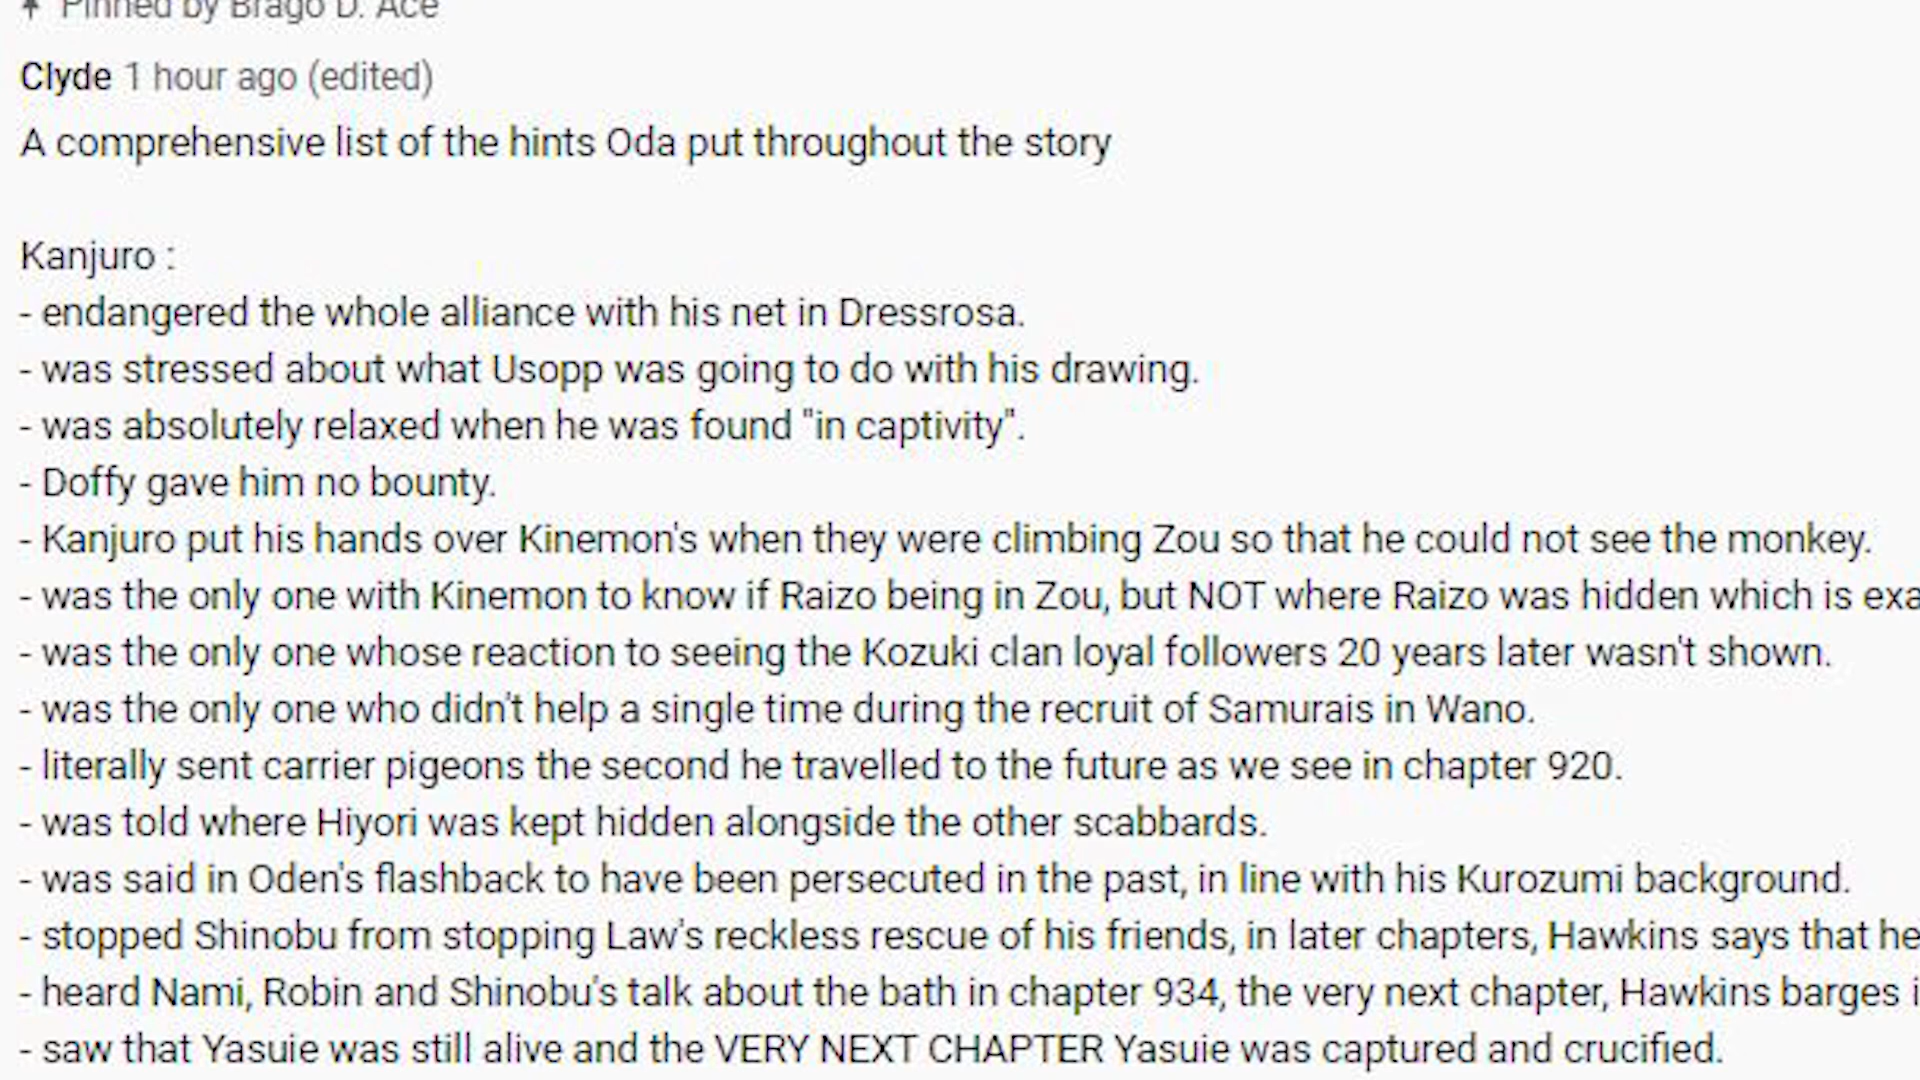 Pinned by Brago D. Ace
Clyde 1 hour ago (edited)
A comprehensive list of the hints Oda put throughout the story
Kanjuro :
- endangered the whole alliance with his net in Dressrosa.
- was stressed about what Usopp was going to do with his drawing.
- was absolutely relaxed when he was found "in captivity".
- Doffy gave him no bounty.
- Kanjuro put his hands over Kinemon's when they were climbing Zou so that he could not see the monkey.
- was the only one with Kinemon to know if Raizo being in Zou, but NOT where Raizo was hidden which is exa
- was the only one whose reaction to seeing the Kozuki clan loyal followers 20 years later wasn't shown.
- was the only one who didn't help a single time during the recruit of Samurais in Wano.
- literally sent carrier pigeons the second he travelled to the future as we see in chapter 920.
- was told where Hiyori was kept hidden alongside the other scabbards.
- was said in Oden's flashback to have been persecuted in the past, in line with his Kurozumi background.
- stopped Shinobu from stopping Law's reckless rescue of his friends, in later chapters, Hawkins says that he
- heard Nami, Robin and Shinobu's talk about the bath in chapter 934, the very next chapter, Hawkins barges i
- saw that Yasuie was still alive and the VERY NEXT CHAPTER Yasuie was captured and crucified.